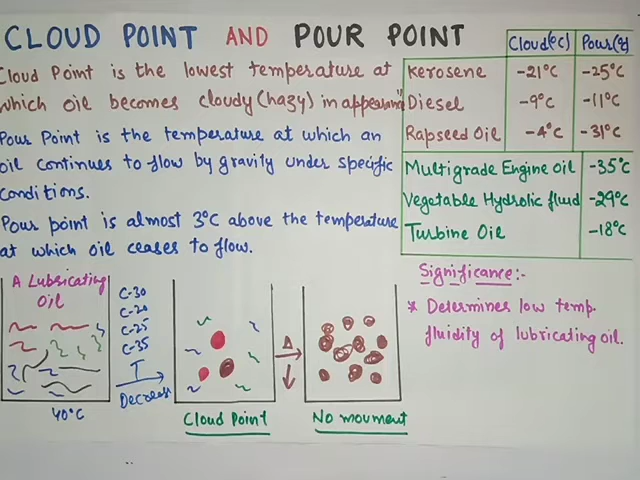 CLOUD POINT AND POUR POINT
Cloud Point is the lowest temperature at
which oil becomes cloudy (hazy) in appearance"
Pour Point is the temperature at which an
oil continues to flow by gravity under specific
conditions.
Pour point is almost 3°C above the temperature
at which oil ceases to flow.
Cloud(°C) Pour(°C)
Kerosene -21°C -25°C
Diesel -9°C -11°C
Rapseed Oil -4°C -31°C
Multigrade Engine Oil -35°C
Vegetable Hydrolic fluid -29°C
Turbine Oil -18°C
Significance:-
* Determines low temp.
fluidity of lubricating oil.
A Lubricating
Oil
40°C
C-30
C-20
C-25
C-35
T
Decrease
Cloud Point
Δ
No movment